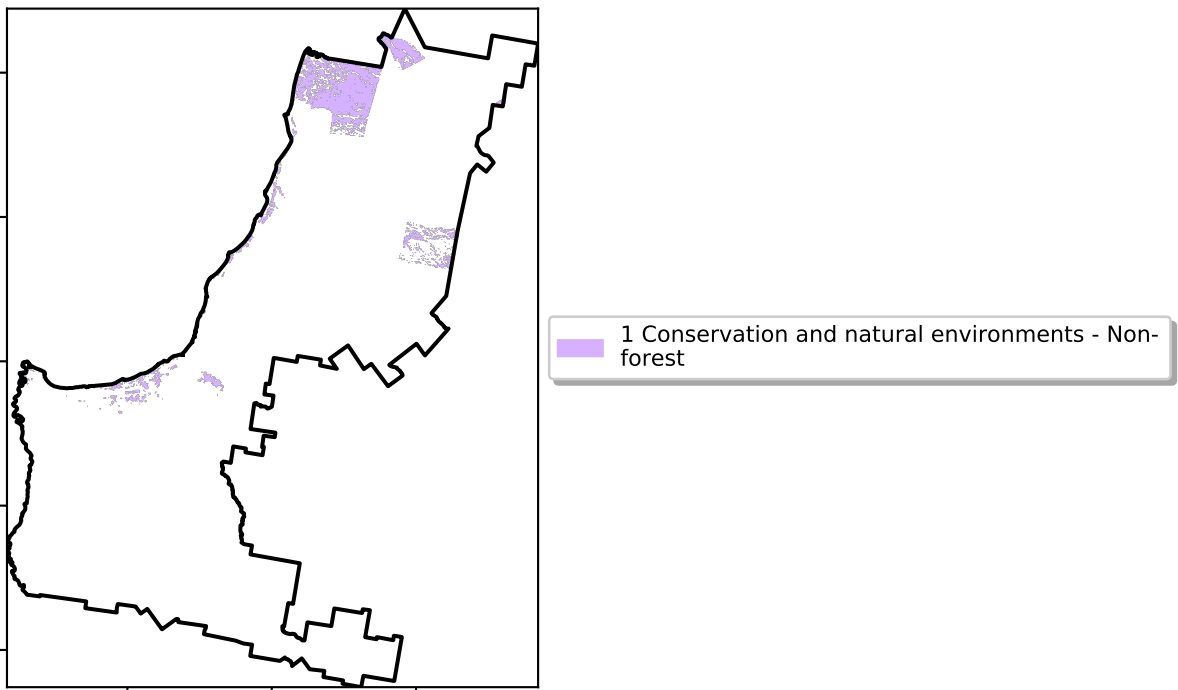 1 Conservation and natural environments - Non-
forest